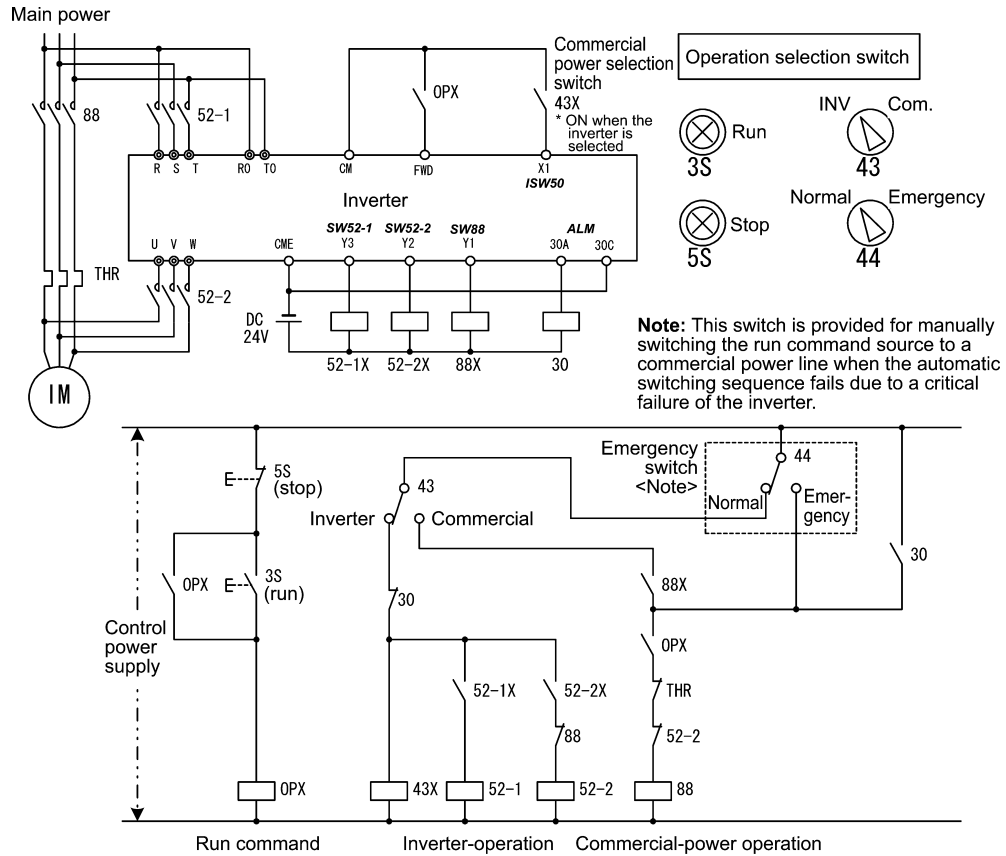 Main power
88
52-1
R S T R0 T0 CM FWD X1
ISW50
0PX
Commercial
power selection
switch
43X
* ON when the
inverter is
selected
Operation selection switch
Run
3S
INV Com.
43
Stop
5S
Normal Emergency
44
Inverter
SW52-1 SW52-2 SW88 ALM
U V W CME Y3 Y2 Y1 30A 30C
THR
52-2
DC
24V
52-1X 52-2X 88X 30
IM
Note: This switch is provided for manually
switching the run command source to a
commercial power line when the automatic
switching sequence fails due to a critical
failure of the inverter.
Control
power
supply
5S
(stop)
0PX
3S
(run)
0PX
43
Inverter
Commercial
Emergency
switch
<Note>
44
Normal
Emer-
gency
30
30
88X
0PX
52-1X
52-2X
THR
88
52-2
43X
52-1
52-2
88
Run command
Inverter-operation
Commercial-power operation